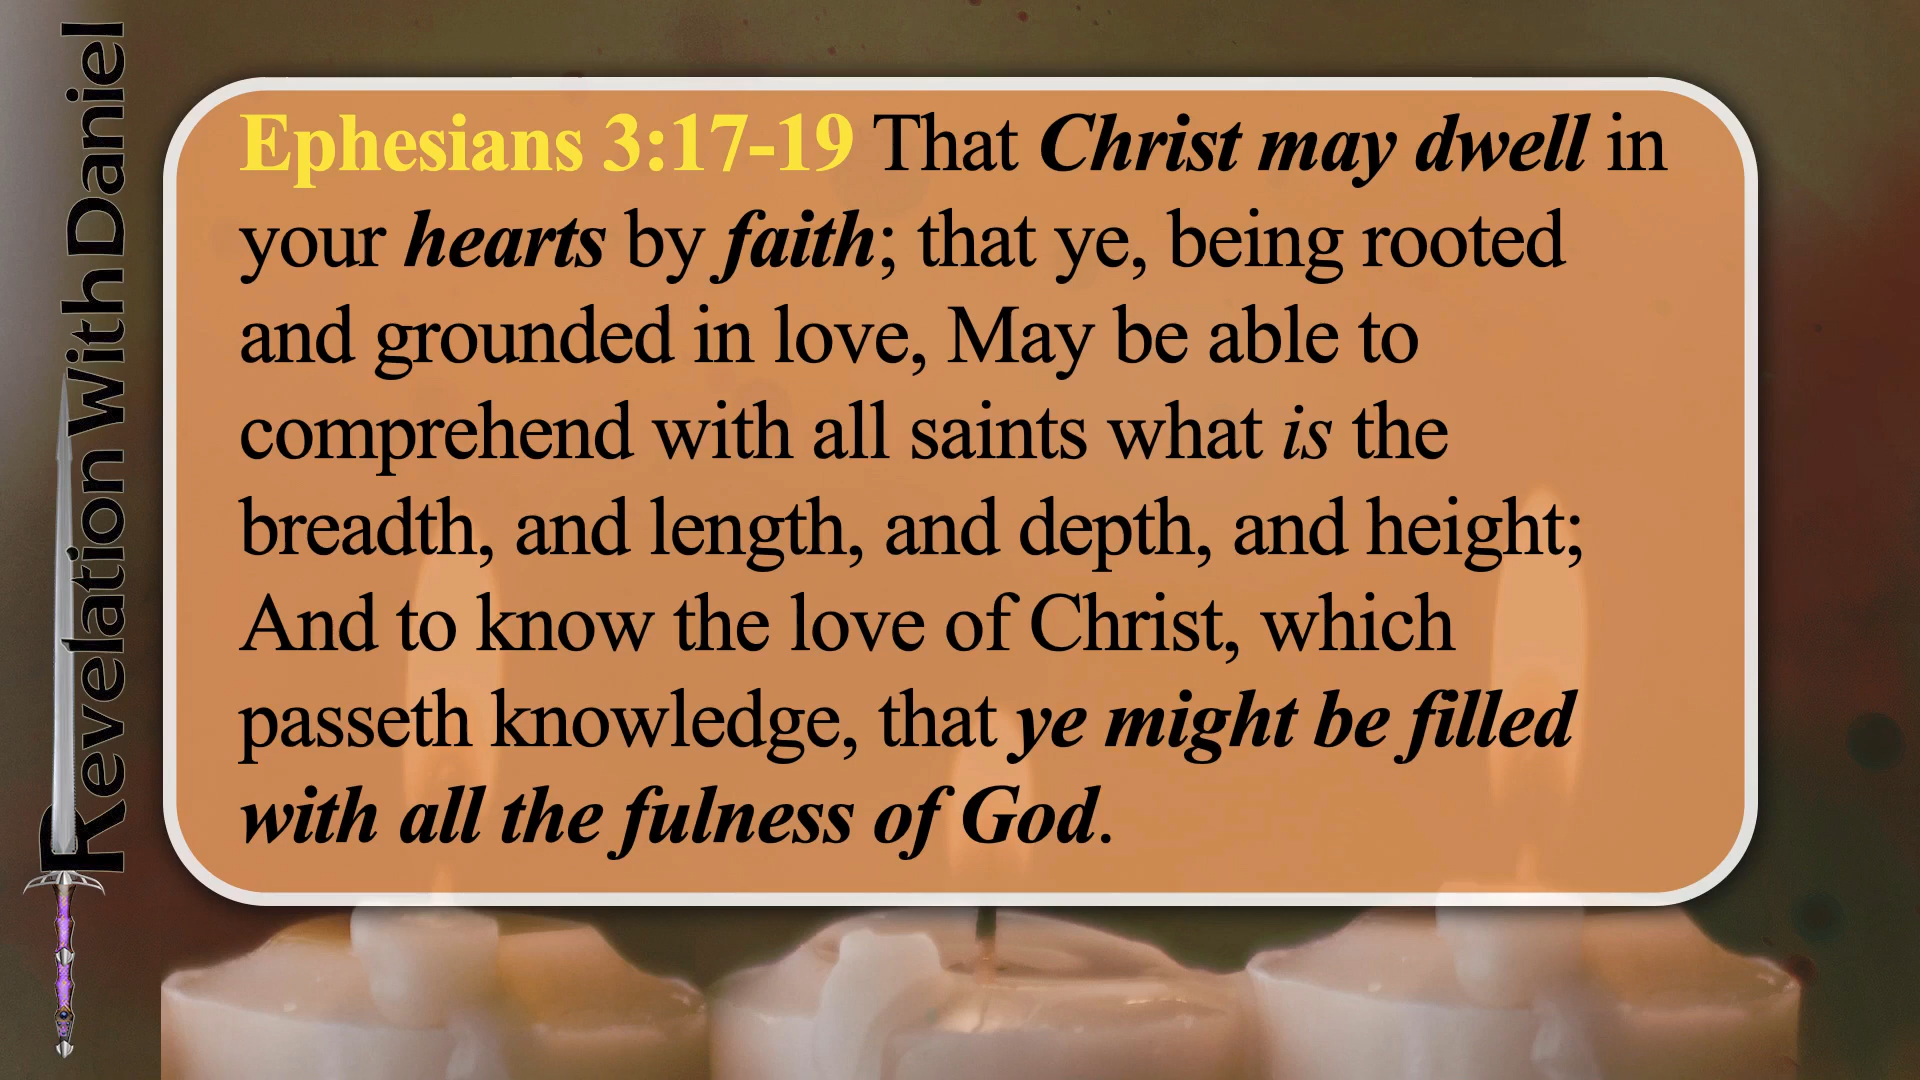 Revelation With Daniel
Ephesians 3:17-19 That Christ may dwell in
your hearts by faith; that ye, being rooted
and grounded in love, May be able to
comprehend with all saints what is the
breadth, and length, and depth, and height;
And to know the love of Christ, which
passeth knowledge, that ye might be filled
with all the fulness of God.